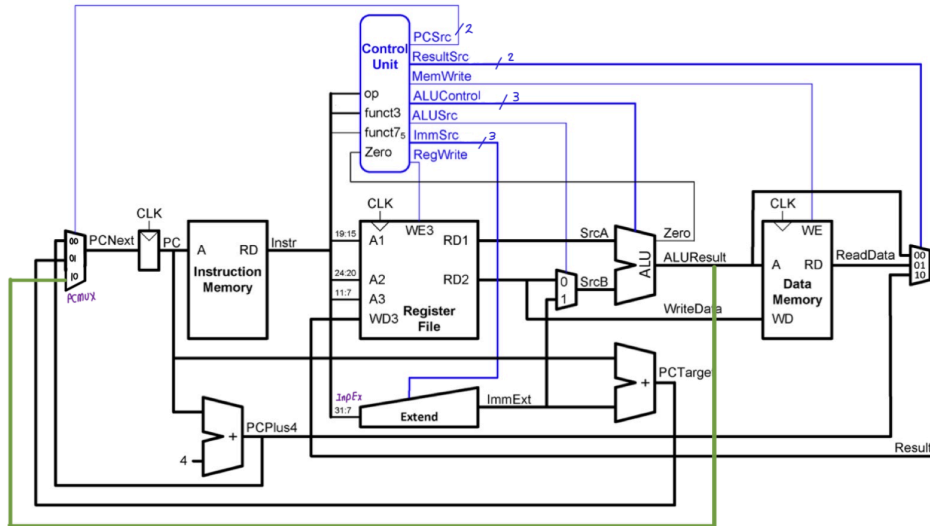 PCSrc 2
Control Unit
ResultSrc 2
MemWrite
op
ALUControl 3
funct3
ALUSrc
funct7₅
ImmSrc 3
Zero
RegWrite
CLK
CLK
CLK
00
01
10
PCMUX
PCNext
PC
A RD
Instruction Memory
Instr
19:15
A1
WE3
RD1
24:20
A2
RD2
11:7
A3
WD3
Register File
SrcA
0
1
SrcB
ALU
Zero
ALUResult
WE
A RD
Data Memory
WD
ReadData
00
01
10
WriteData
PCTarget
+
InpEx
31:7
Extend
ImmExt
+
4
PCPlus4
Result